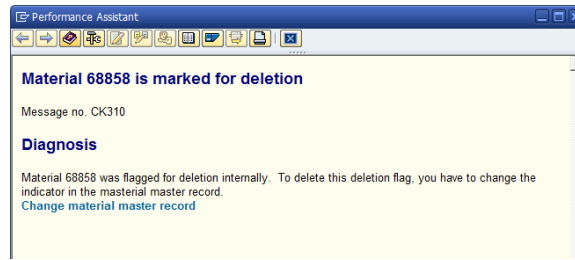 Performance Assistant
Material 68858 is marked for deletion
Message no. CK310
Diagnosis
Material 68858 was flagged for deletion internally.  To delete this deletion flag, you have to change the
indicator in the masterial master record.
Change material master record